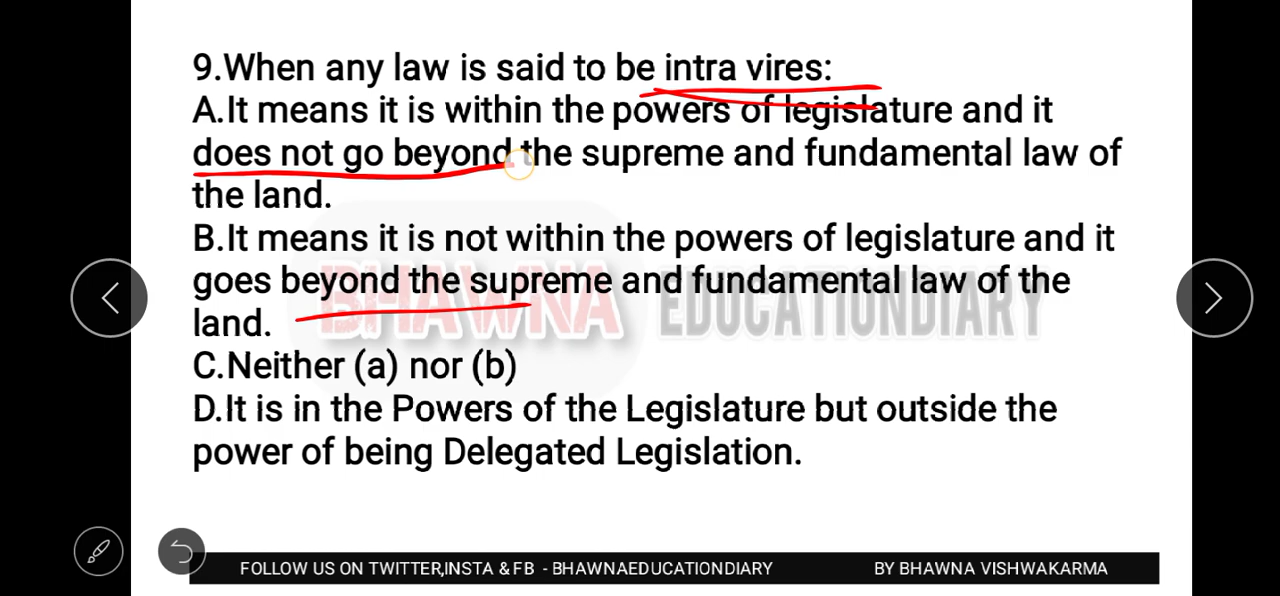 9.When any law is said to be intra vires:
A.It means it is within the powers of legislature and it
does not go beyond the supreme and fundamental law of
the land.
B.It means it is not within the powers of legislature and it
goes beyond the supreme and fundamental law of the
land.
BHAWNA EDUCATIONDIARY
C.Neither (a) nor (b)
D.It is in the Powers of the Legislature but outside the
power of being Delegated Legislation.
FOLLOW US ON TWITTER,INSTA & FB - BHAWNAEDUCATIONDIARY BY BHAWNA VISHWAKARMA